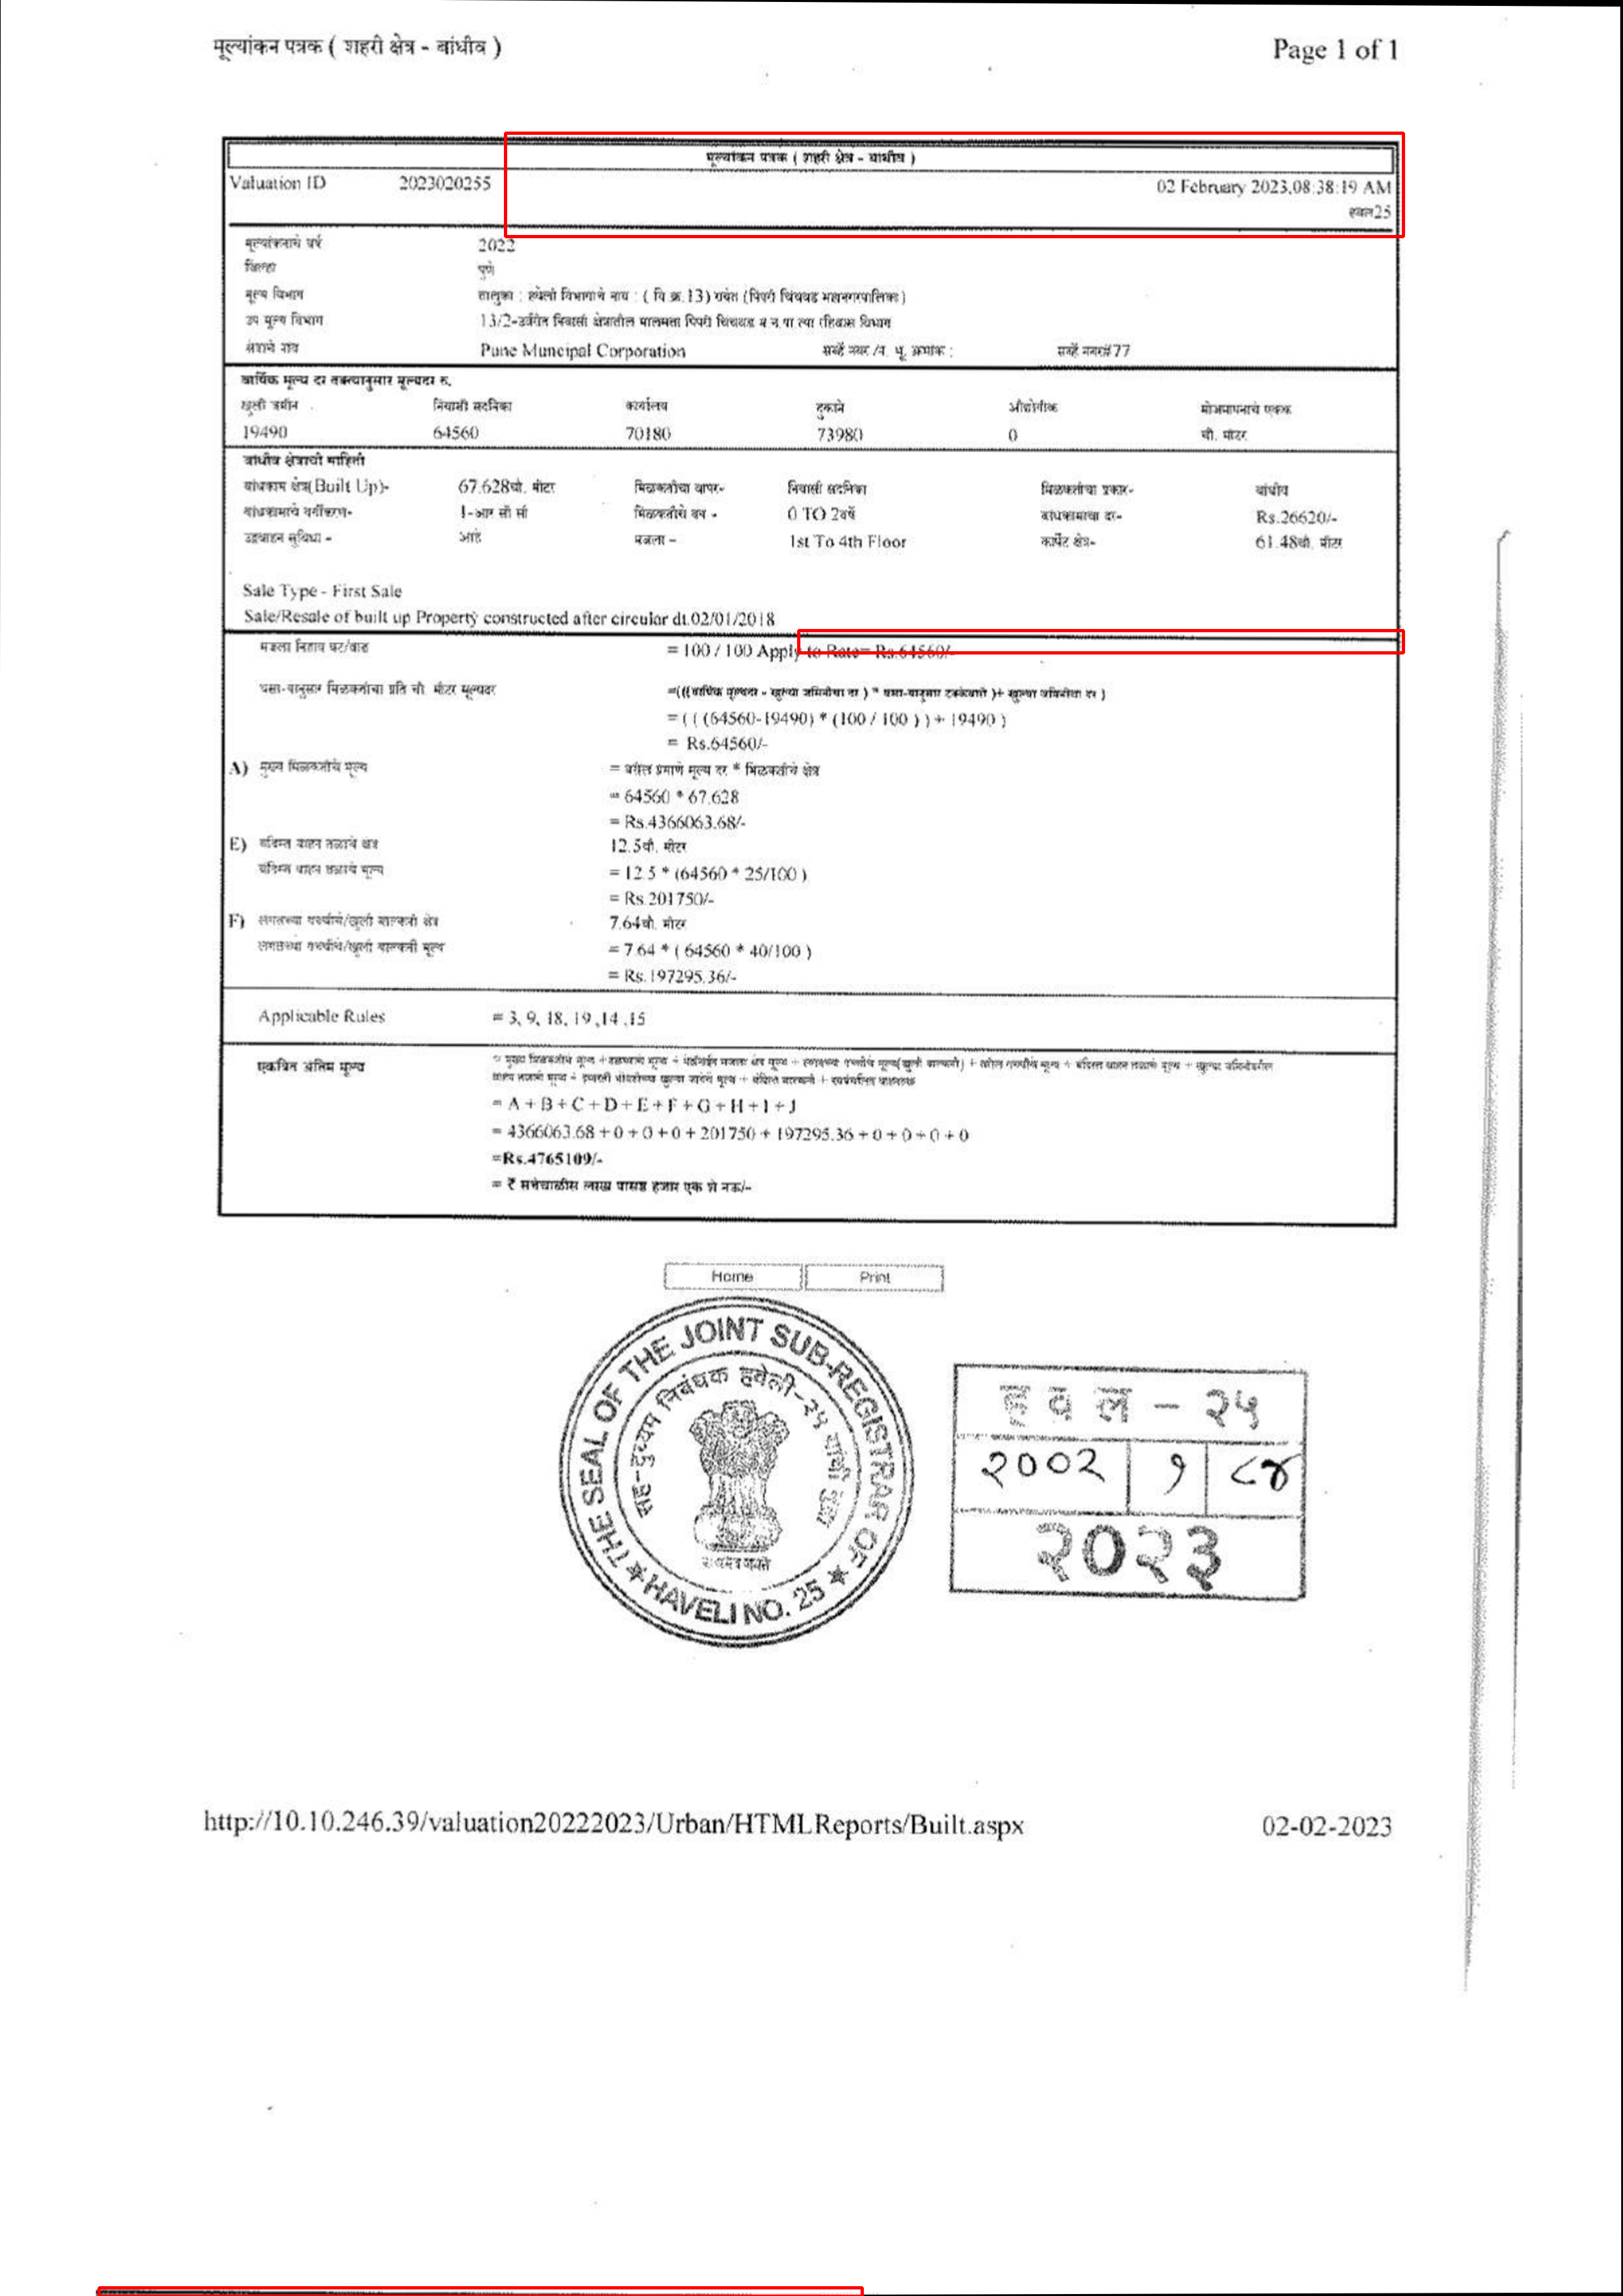 मूल्यांकन पत्रक ( शहरी क्षेत्र - बांधीव ) Page 1 of 1
मूल्यांकन पत्रक ( शहरी क्षेत्र - बांधीव )
Valuation ID 2023020255 02 February 2023,08:38:19 AM
हवल25
मूल्यांकनाचे वर्ष 2022
जिल्हा पुणे
मूल्य विभाग तालुका : हवेली विभागाचे नाव : ( वि.क्र.13) रावेत (पिंपरी चिंचवड महानगरपालिका)
उप मूल्य विभाग 13/2-उर्वरीत निवासी क्षेत्रातील मालमत्ता पिंपरी चिंचवड
क्षेत्राचे नांव Pune Muncipal Corporation सर्व्हे नंबर /न. भू. क्रमांक : सर्व्हे नंबर#77
वार्षिक मूल्य दर तक्त्यानुसार मूल्यदर रु.
खुली जमीन निवासी सदनिका कार्यालय दुकाने औद्योगीक मोजमापनाचे एकक
19490 64560 70180 73980 0 चौ. मीटर
बांधीव क्षेत्राची माहिती
बांधकाम क्षेत्र(Built Up)- 67.628चौ. मीटर मिळकतीचा वापर- निवासी सदनिका मिळकतीचा प्रकार- बांधीव
बांधकामाचे वर्गीकरण- 1-आर सी सी मिळकतीचे वय - 0 TO 2वर्षे बांधकामाचा दर- Rs.26620/-
उद्ववाहन सुविधा - आहे मजला - 1st To 4th Floor कार्पेट क्षेत्र- 61.48चौ. मीटर
Sale Type - First Sale
Sale/Resale of built up Property constructed after circular dt.02/01/2018
मजला निहाय घट/वाढ = 100 / 100 Apply to Rate= Rs.64560/-
घसा-यानुसार मिळकतीचा प्रति चौ. मीटर मूल्यदर =(((वार्षिक मूल्यदर - खुल्या जमिनीचा दर ) * घसा-यानुसार टक्केवारी )+ खुल्या जमिनीचा दर )
= ( ( (64560-19490) * (100 / 100 ) ) + 19490 )
= Rs.64560/-
A) मुख्य मिळकतीचे मूल्य = वरील प्रमाणे मूल्य दर * मिळकतीचे क्षेत्र
= 64560 * 67.628
= Rs.4366063.68/-
E) बंदिस्त वाहन तळाचे क्षेत्र 12.5चौ. मीटर
बंदिस्त वाहन तळाचे मूल्य = 12.5 * (64560 * 25/100 )
= Rs.201750/-
F) लगतच्या गच्चीचे/खुली बाल्कनी क्षेत्र 7.64चौ. मीटर
लगतच्या गच्चीचे/खुली बाल्कनी मूल्य = 7.64 * ( 64560 * 40/100 )
= Rs.197295.36/-
Applicable Rules = 3, 9, 18, 19 ,14 ,15
एकत्रित अंतिम मूल्य = मुख्य मिळकतीचे मूल्य + तळघराचे मूल्य + मेझॅनाईन मजला क्षेत्र मूल्य + लगतच्या गच्चीचे मूल्य(खुली बाल्कनी) + वरील गच्चीचे मूल्य + बंदिस्त वाहन तळाचे मूल्य + खुल्या जमिनीवरील
वाहन तळाचे मूल्य + इमारती भोवतीच्या खुल्या जागेचे मूल्य + बंदिस्त बाल्कनी + स्वयंचलित वाहनतळ
= A + B + C + D + E + F + G + H + I + J
= 4366063.68 + 0 + 0 + 0 + 201750 + 197295.36 + 0 + 0 + 0 + 0
=Rs.4765109/-
= ₹ सत्तेचाळीस लाख पासष्ठ हजार एक शे नऊ/-
Home Print
THE SEAL OF THE JOINT SUB-REGISTRAR OF
सह-दुय्यम निबंधक हवेली-२५ यांची मुद्रा
सत्यमेव जयते
HAVELI NO. 25
ह व ल - २५
२००२ १ ८४
२०२३
http://10.10.246.39/valuation20222023/Urban/HTMLReports/Built.aspx 02-02-2023